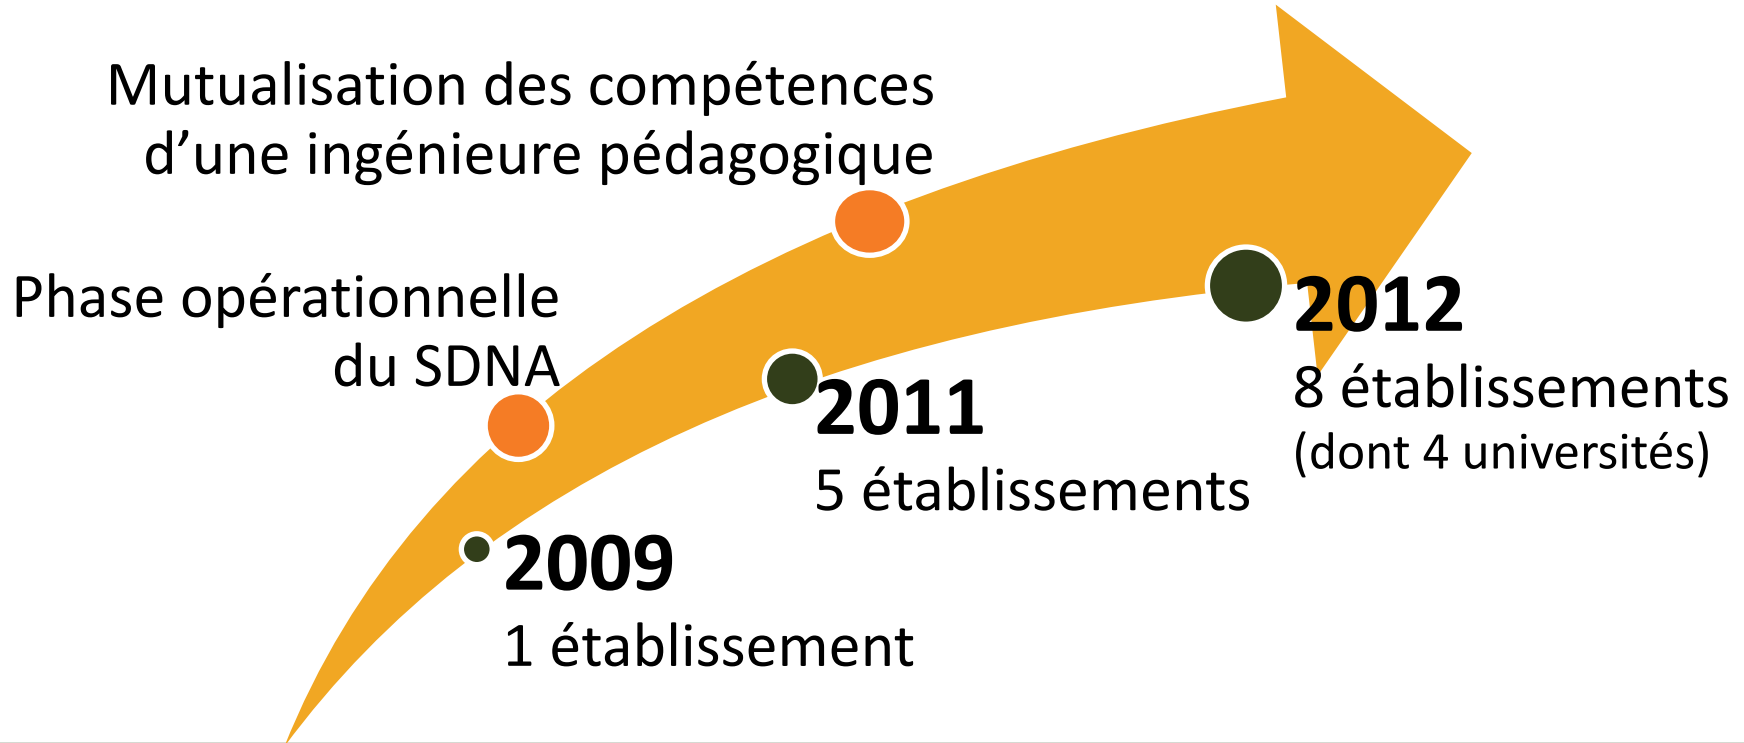 Mutualisation des compétences
d’une ingénieure pédagogique
Phase opérationnelle
du SDNA
2012
8 établissements
(dont 4 universités)
2011
5 établissements
2009
1 établissement